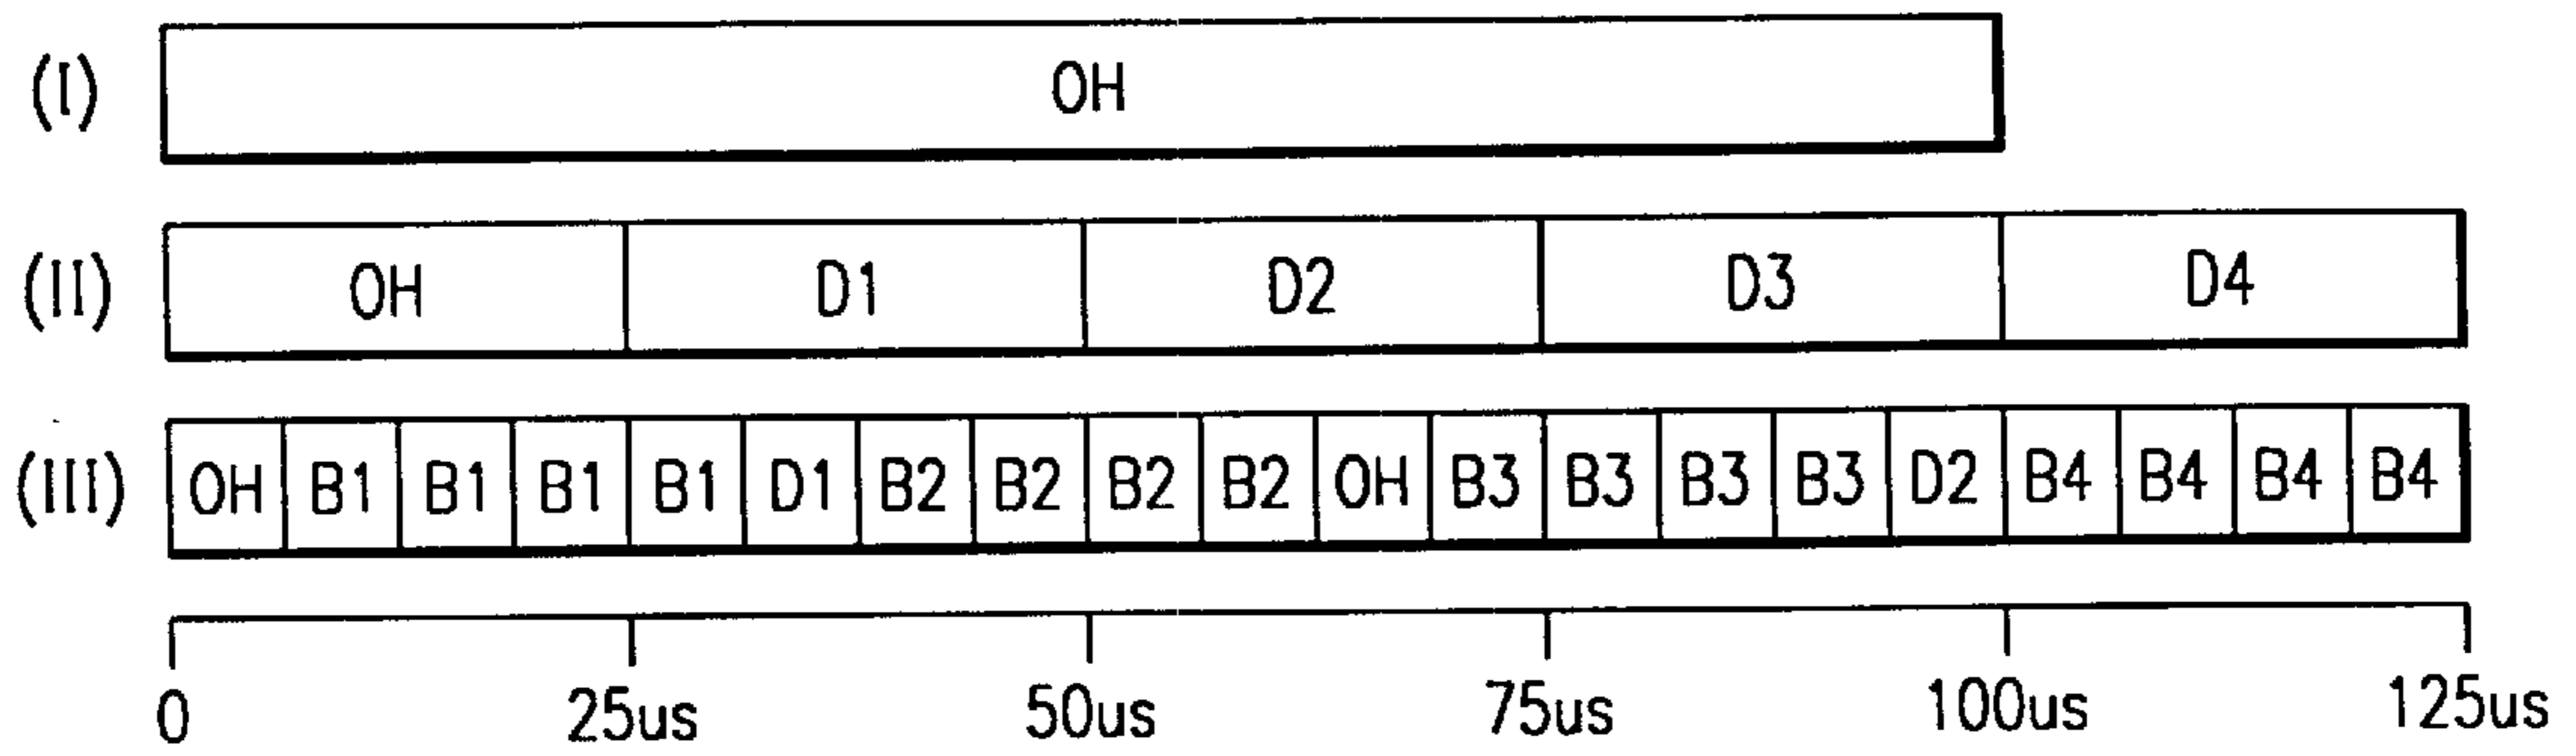 (I) OH
(II) OH D1 D2 D3 D4
(III) OH B1 B1 B1 B1 D1 B2 B2 B2 B2 OH B3 B3 B3 B3 D2 B4 B4 B4 B4
0 25us 50us 75us 100us 125us